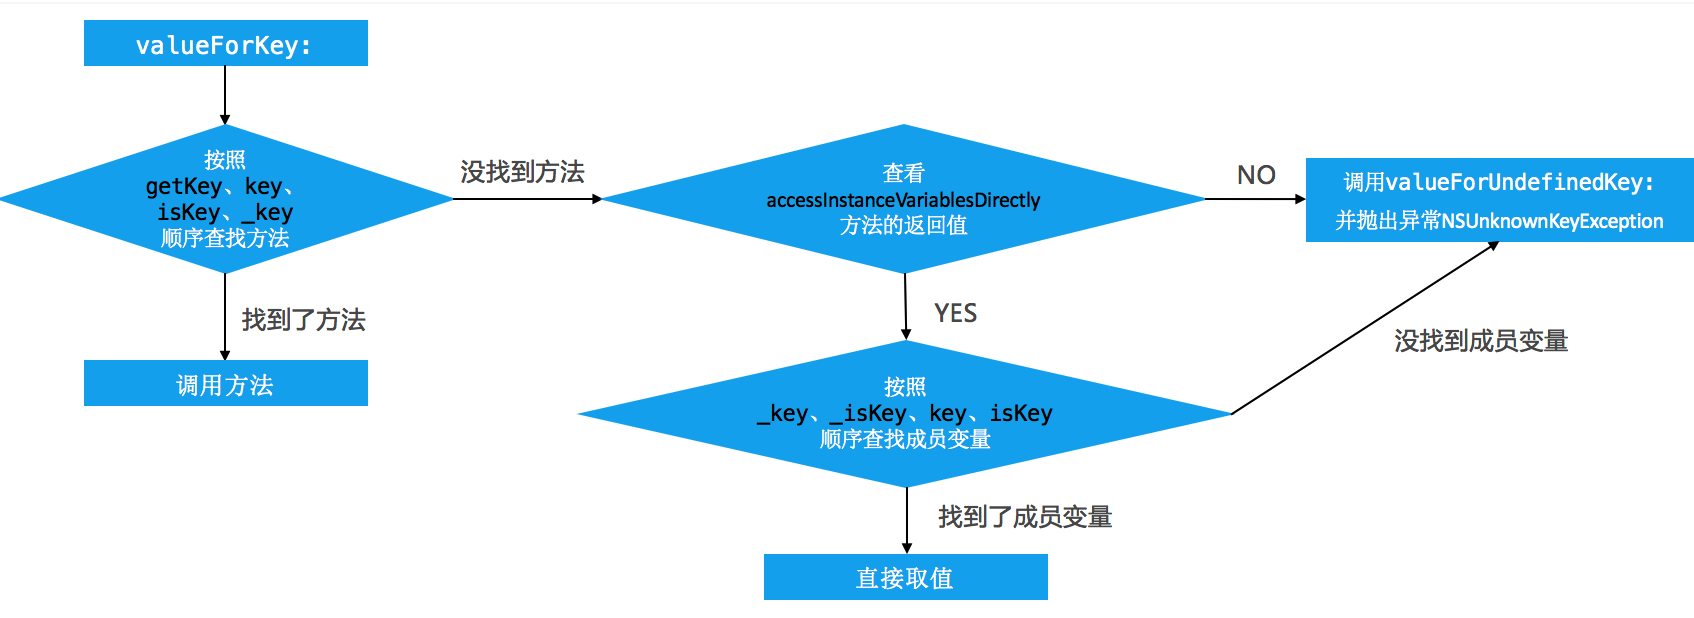 valueForKey:
按照
getKey、key、
isKey、_key
顺序查找方法
没找到方法
找到了方法
调用方法
查看
accessInstanceVariablesDirectly
方法的返回值
NO
调用valueForUndefinedKey:
并抛出异常NSUnknownKeyException
YES
没找到成员变量
按照
_key、_isKey、key、isKey
顺序查找成员变量
找到了成员变量
直接取值